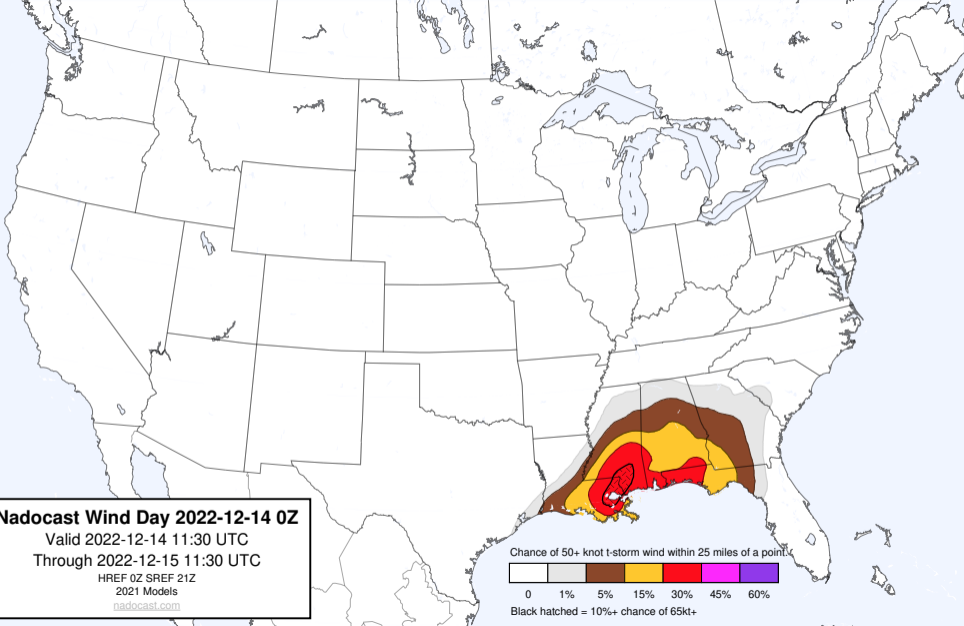 Nadocast Wind Day 2022-12-14 0Z
Valid 2022-12-14 11:30 UTC
Through 2022-12-15 11:30 UTC
HREF 0Z SREF 21Z
2021 Models
nadocast.com
Chance of 50+ knot t-storm wind within 25 miles of a point.
0 1% 5% 15% 30% 45% 60%
Black hatched = 10%+ chance of 65kt+